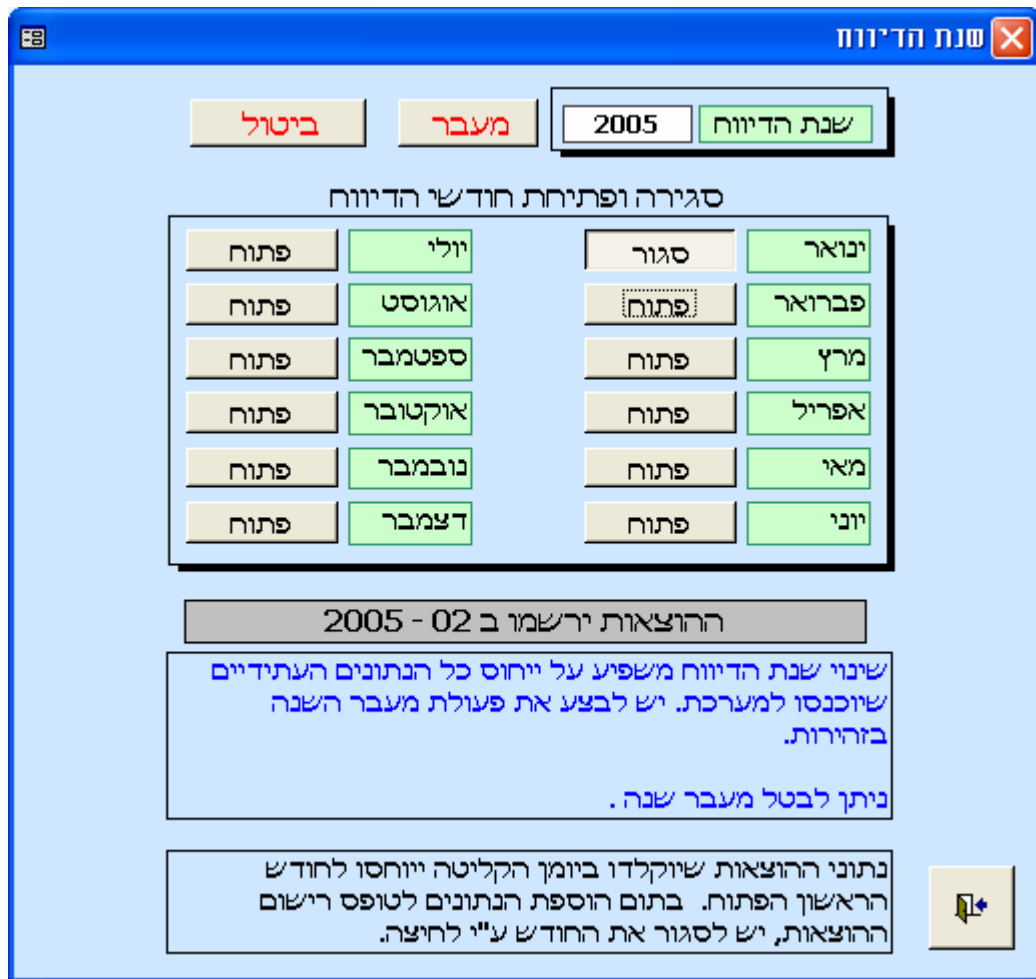 שנת הדיווח
שנת הדיווח 2005 מעבר ביטול
סגירה ופתיחת חודשי הדיווח
ינואר סגור יולי פתוח
פברואר פתוח אוגוסט פתוח
מרץ פתוח ספטמבר פתוח
אפריל פתוח אוקטובר פתוח
מאי פתוח נובמבר פתוח
יוני פתוח דצמבר פתוח
ההוצאות ירשמו ב 02 - 2005
שינוי שנת הדיווח משפיע על ייחוס כל הנתונים העתידיים
שיוכנסו למערכת. יש לבצע את פעולת מעבר השנה
בזהירות.
ניתן לבטל מעבר שנה .
נתוני ההוצאות שיוקלדו ביומן הקליטה ייוחסו לחודש
הראשון הפתוח. בתום הוספת הנתונים לטופס רישום
ההוצאות, יש לסגור את החודש ע"י לחיצה.